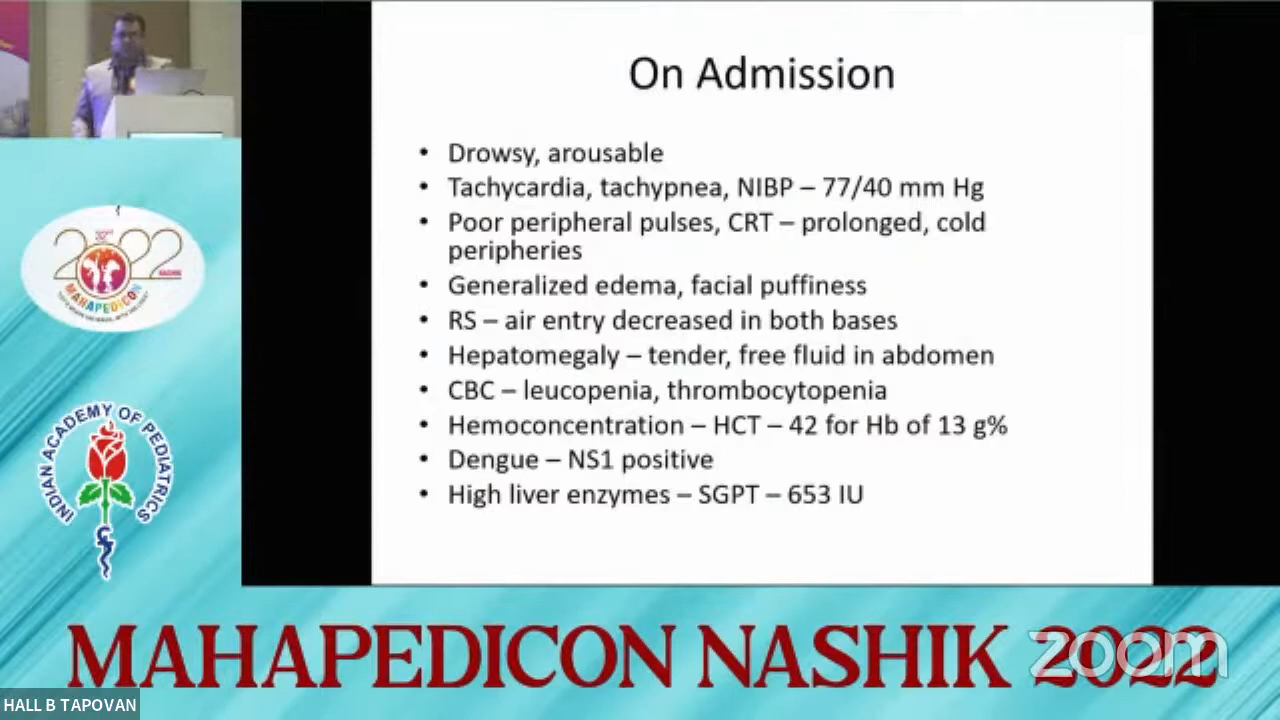 On Admission
• Drowsy, arousable
• Tachycardia, tachypnea, NIBP – 77/40 mm Hg
• Poor peripheral pulses, CRT – prolonged, cold
peripheries
• Generalized edema, facial puffiness
• RS – air entry decreased in both bases
• Hepatomegaly – tender, free fluid in abdomen
• CBC – leucopenia, thrombocytopenia
• Hemoconcentration – HCT – 42 for Hb of 13 g%
• Dengue – NS1 positive
• High liver enzymes – SGPT – 653 IU
32nd
2022
NASHIK
MAHAPEDICON
INDIAN ACADEMY OF PEDIATRICS
MAHAPEDICON NASHIK 2022
zoom
HALL B TAPOVAN